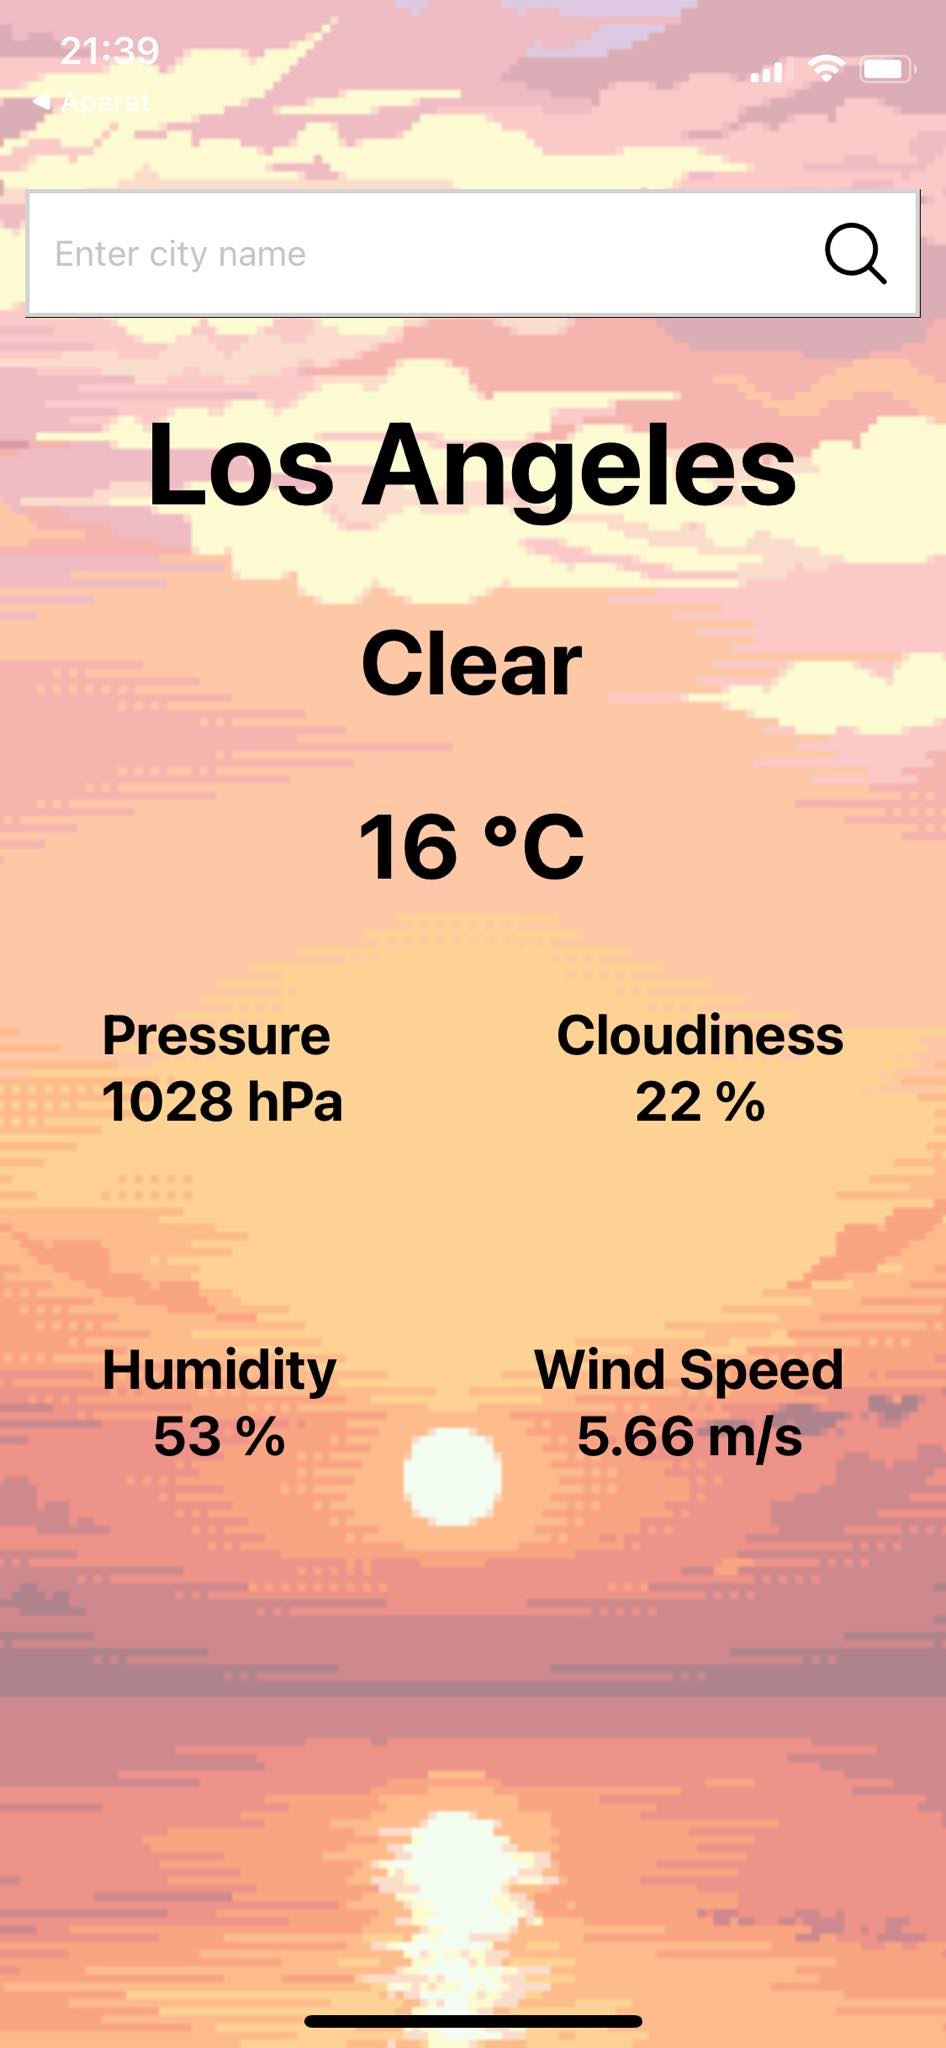 21:39
◀ Aparat
Enter city name
Los Angeles
Clear
16 °C
Pressure
1028 hPa
Cloudiness
22 %
Humidity
53 %
Wind Speed
5.66 m/s